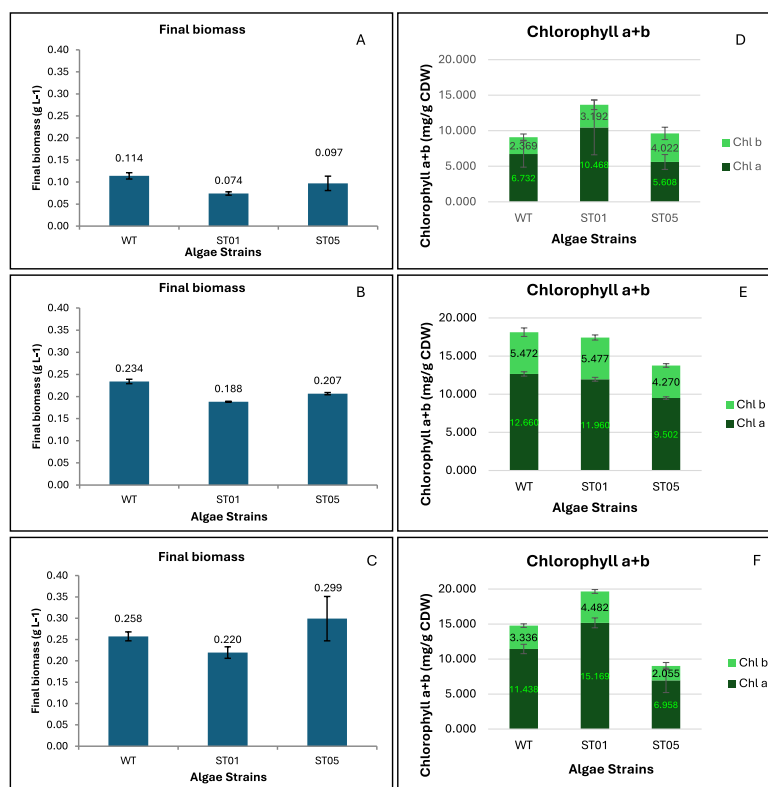 Final biomass
A
0.40
0.35
0.30
0.25
0.20
0.15
0.10
0.05
0.00
Final biomass (g L-1)
0.114
0.074
0.097
WT
ST01
ST05
Algae Strains
Chlorophyll a+b
D
20.000
15.000
10.000
5.000
0.000
Chlorophyll a+b (mg/g CDW)
2.369
3.192
4.022
6.732
10.468
5.608
Chl b
Chl a
WT
ST01
ST05
Algae Strains
Final biomass
B
0.40
0.35
0.30
0.25
0.20
0.15
0.10
0.05
0.00
Final biomass (g L-1)
0.234
0.188
0.207
WT
ST01
ST05
Algae Strains
Chlorophyll a+b
E
20.000
15.000
10.000
5.000
0.000
Chlorophyll a+b (mg/g CDW)
5.472
5.477
4.270
12.660
11.960
9.502
Chl b
Chl a
WT
ST01
ST05
Algae Strains
Final biomass
C
0.40
0.35
0.30
0.25
0.20
0.15
0.10
0.05
0.00
Final biomass (g L-1)
0.258
0.220
0.299
WT
ST01
ST05
Algae Strains
Chlorophyll a+b
F
20.000
15.000
10.000
5.000
0.000
Chlorophyll a+b (mg/g CDW)
3.336
4.482
2.055
11.438
15.169
6.958
Chl b
Chl a
WT
ST01
ST05
Algae Strains